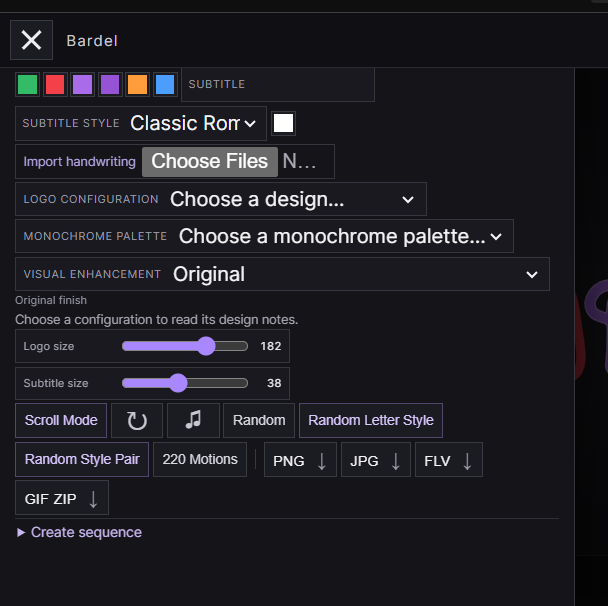 Bardel
SUBTITLE
SUBTITLE STYLE Classic Rom
Import handwriting Choose Files N...
LOGO CONFIGURATION Choose a design...
MONOCHROME PALETTE Choose a monochrome palette...
VISUAL ENHANCEMENT Original
Original finish
Choose a configuration to read its design notes.
Logo size 182
Subtitle size 38
Scroll Mode Random Random Letter Style
Random Style Pair 220 Motions PNG ↓ JPG ↓ FLV ↓
GIF ZIP ↓
Create sequence